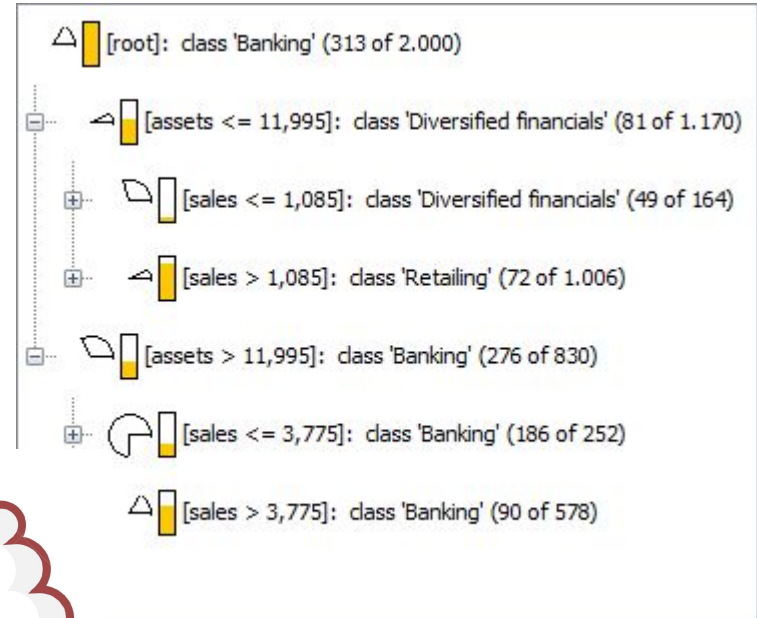 [root]: class 'Banking' (313 of 2.000)
[assets <= 11,995]: class 'Diversified financials' (81 of 1.170)
[sales <= 1,085]: class 'Diversified financials' (49 of 164)
[sales > 1,085]: class 'Retailing' (72 of 1.006)
[assets > 11,995]: class 'Banking' (276 of 830)
[sales <= 3,775]: class 'Banking' (186 of 252)
[sales > 3,775]: class 'Banking' (90 of 578)